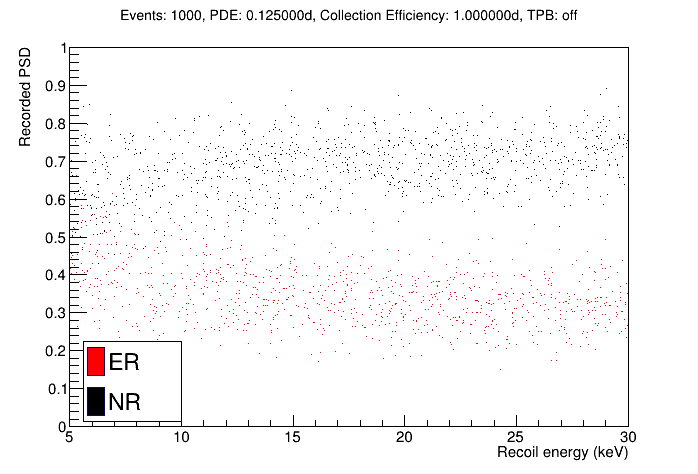 Events: 1000, PDE: 0.125000d, Collection Efficiency: 1.000000d, TPB: off
Recorded PSD
1
0.9
0.8
0.7
0.6
0.5
0.4
0.3
0.2
0.1
0
ER
NR
5 10 15 20 25 30
Recoil energy (keV)